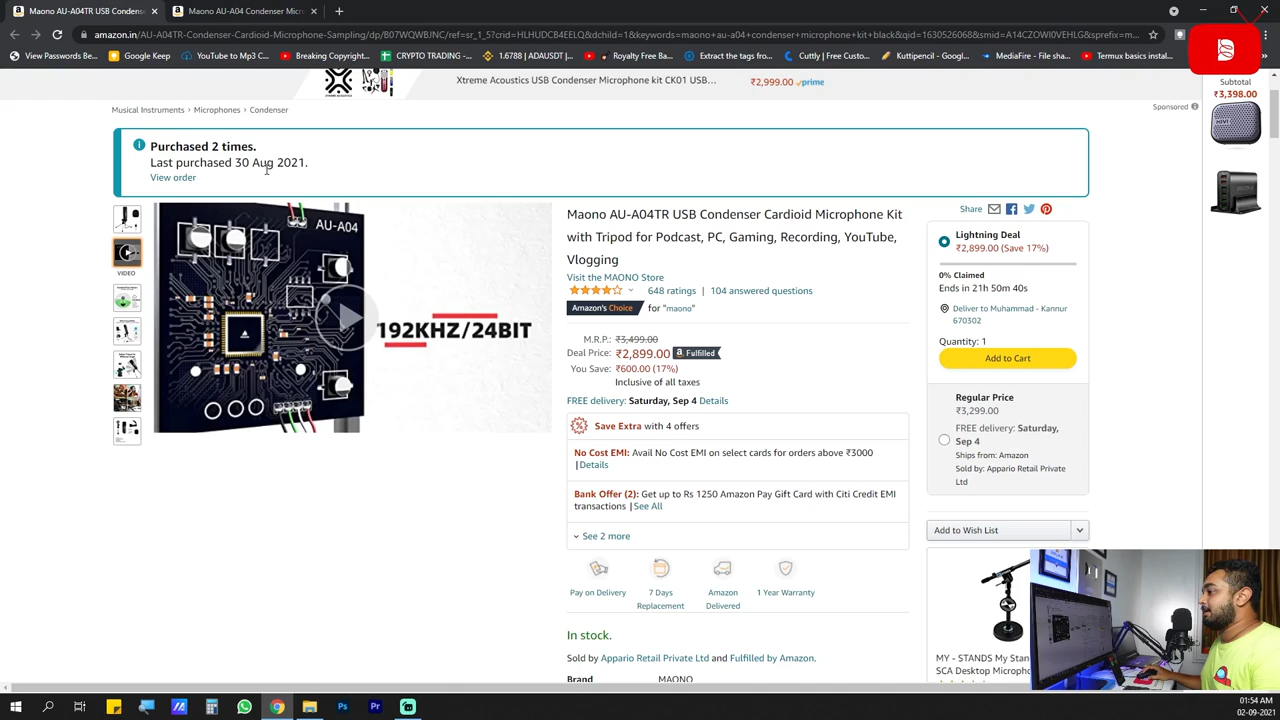 Maono AU-A04TR USB Condenser C
Maono AU-A04 Condenser Micropl
amazon.in/AU-A04TR-Condenser-Cardioid-Microphone-Sampling/dp/B07WQWBJNC/ref=sr_1_5?crid=HLHUDCB4EELQ&dchild=1&keywords=maono+au-a04+condenser+microphone+kit+black&qid=1630526068&smid=A14CZOWI0VEHLG&sprefix=m...
View Passwords Be...
Google Keep
YouTube to Mp3 C...
Breaking Copyright...
CRYPTO TRADING -...
1.6788 ADAUSDT |...
Royalty Free Ba...
Extract the tags fro...
Cuttly | Free Custo...
Kuttipencil - Googl...
MediaFire - File sha...
Termux basics inst...
Xtreme Acoustics USB Condenser Microphone kit CK01 USB...
₹2,999.00 prime
Sponsored
Subtotal
₹3,398.00
Musical Instruments › Microphones › Condenser
Purchased 2 times.
Last purchased 30 Aug 2021.
View order
AU-A04
192KHZ/24BIT
VIDEO
Maono AU-A04TR USB Condenser Cardioid Microphone Kit
with Tripod for Podcast, PC, Gaming, Recording, YouTube,
Vlogging
Visit the MAONO Store
648 ratings | 104 answered questions
Amazon's Choice for "maono"
M.R.P.: ₹3,499.00
Deal Price: ₹2,899.00 Fulfilled
You Save: ₹600.00 (17%)
Inclusive of all taxes
FREE delivery: Saturday, Sep 4 Details
Save Extra with 4 offers
No Cost EMI: Avail No Cost EMI on select cards for orders above ₹3000
|Details
Bank Offer (2): Get up to Rs 1250 Amazon Pay Gift Card with Citi Credit EMI
transactions |See All
See 2 more
Pay on Delivery
7 Days
Replacement
Amazon
Delivered
1 Year Warranty
In stock.
Sold by Appario Retail Private Ltd and Fulfilled by Amazon.
Brand MAONO
Share
Lightning Deal
₹2,899.00 (Save 17%)
0% Claimed
Ends in 21h 50m 40s
Deliver to Muhammad - Kannur
670302
Quantity: 1
Add to Cart
Regular Price
₹3,299.00
FREE delivery: Saturday,
Sep 4
Ships from: Amazon
Sold by: Appario Retail Private
Ltd
Add to Wish List
MY - STANDS My Stan
SCA Desktop Microph
01:54 AM
02-09-2021